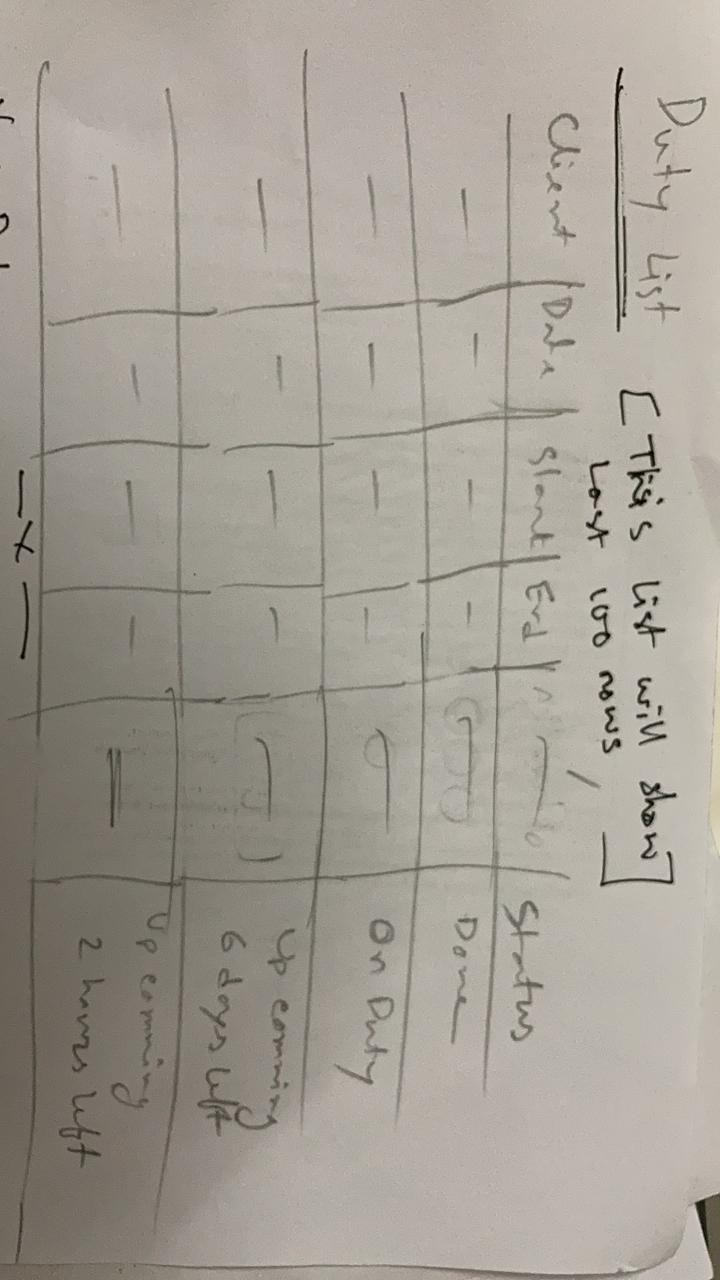 Duty List [This list will show
Last 100 rows]
Client / Date / Start / End / Status
— — — — Done
— — — — On Duty
— — — — Up comming
6 days left
— — — — = Up comming
2 hours left
— x —